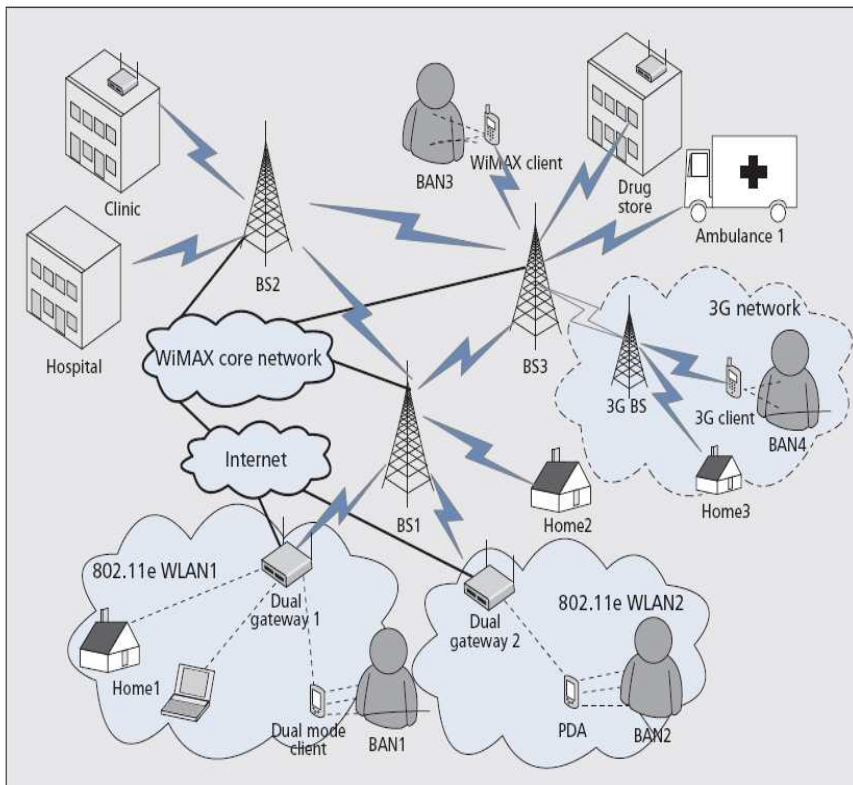 Clinic
BAN3
WiMAX client
Drug
store
Ambulance 1
BS2
Hospital
WiMAX core network
BS3
3G network
3G BS
3G client
BAN4
Internet
BS1
Home2
Home3
802.11e WLAN1
Dual
gateway 1
802.11e WLAN2
Dual
gateway 2
Home1
Dual mode
client
BAN1
PDA
BAN2